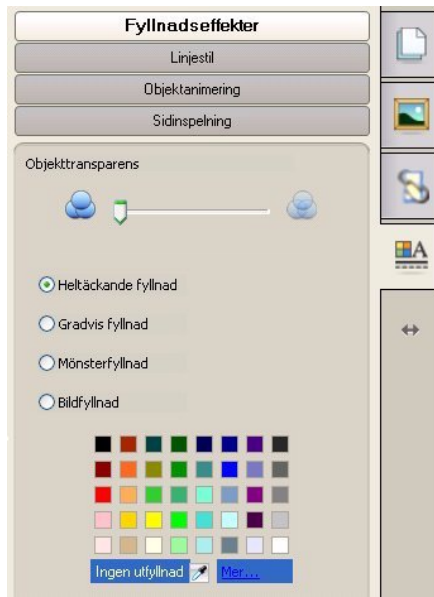 Fyllnadseffekter
Linjestil
Objektanimering
Sidinspelning
Objekttransparens
Heltäckande fyllnad
Gradvis fyllnad
Mönsterfyllnad
Bildfyllnad
Ingen utfyllnad Mer...